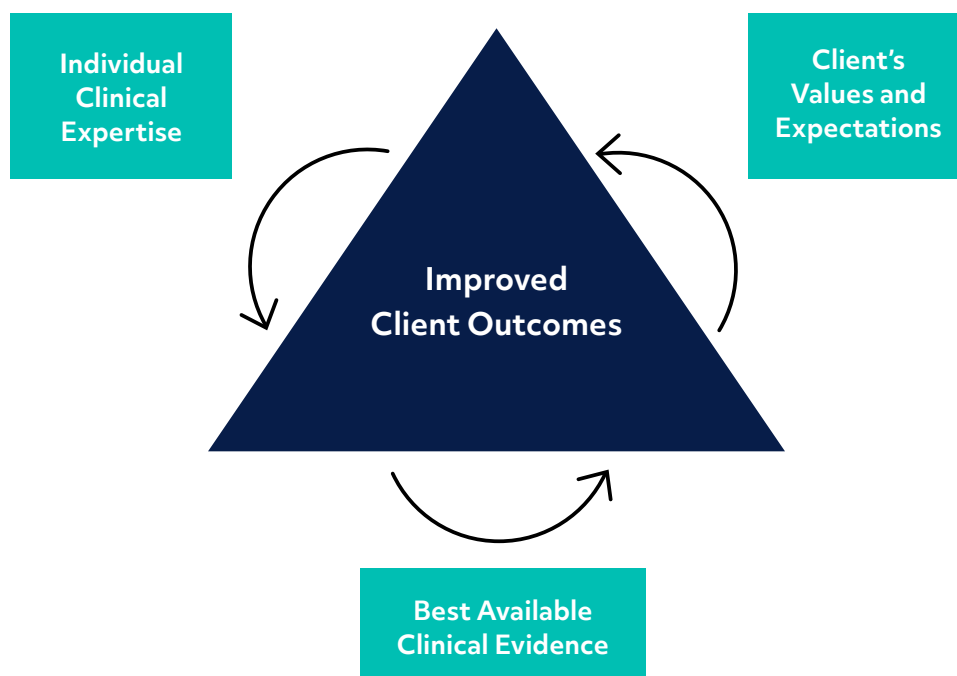 Individual
Clinical
Expertise
Client’s
Values and
Expectations
Improved
Client Outcomes
Best Available
Clinical Evidence